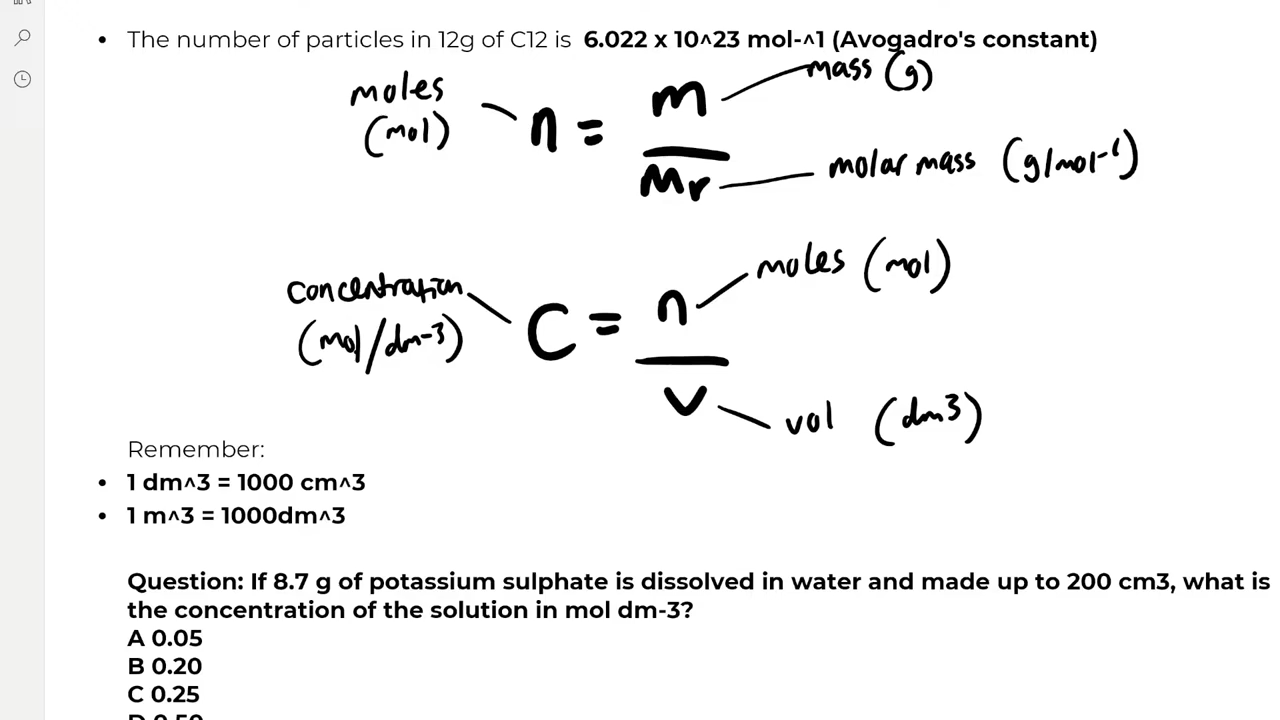 • The number of particles in 12g of C12 is 6.022 x 10^23 mol-^1 (Avogadro's constant)
moles
(mol)
n = m
Mr
mass (g)
molar mass (g/mol-1)
concentration
(mol/dm-3)
C = n
v
moles (mol)
vol (dm3)
Remember:
• 1 dm^3 = 1000 cm^3
• 1 m^3 = 1000dm^3
Question: If 8.7 g of potassium sulphate is dissolved in water and made up to 200 cm3, what is
the concentration of the solution in mol dm-3?
A 0.05
B 0.20
C 0.25
D 0.50